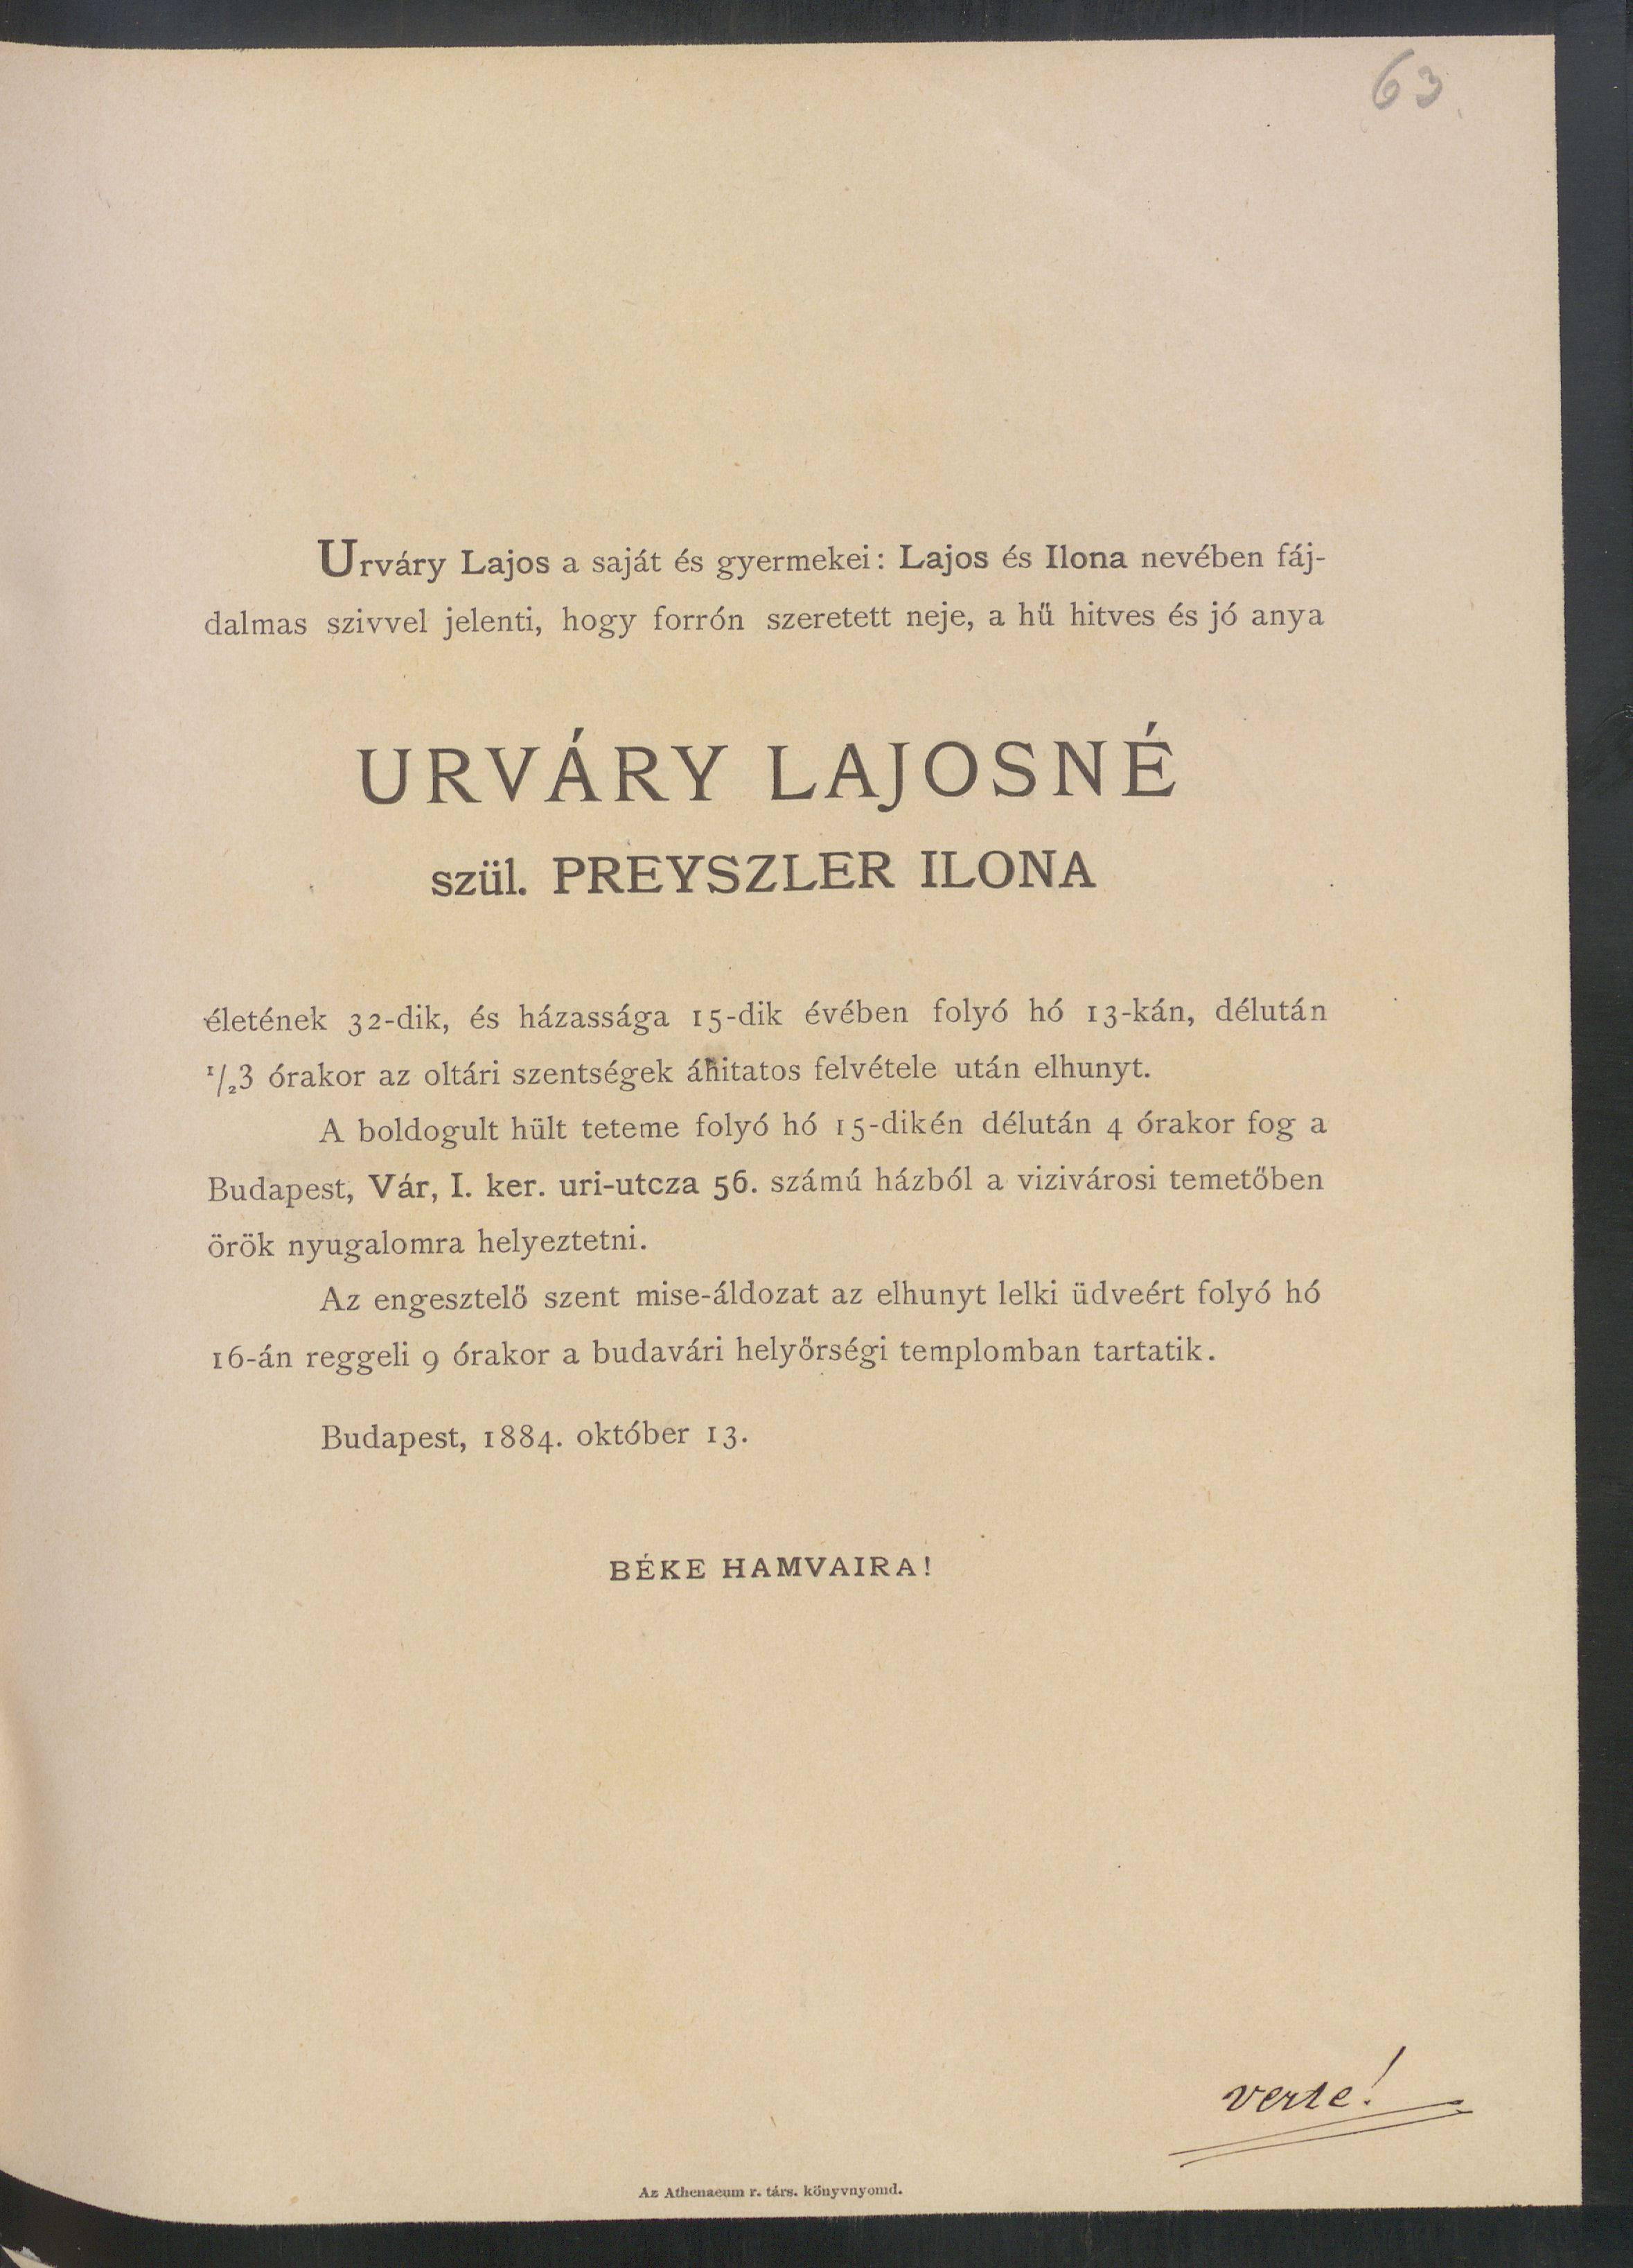 63
Urváry Lajos a saját és gyermekei: Lajos és Ilona nevében fáj-
dalmas szivvel jelenti, hogy forrón szeretett neje, a hű hitves és jó anya
URVÁRY LAJOSNÉ
szül. PREYSZLER ILONA
életének 32-dik, és házassága 15-dik évében folyó hó 13-kán, délután
1/23 órakor az oltári szentségek áhitatos felvétele után elhunyt.
A boldogult hült teteme folyó hó 15-dikén délután 4 órakor fog a
Budapest, Vár, I. ker. uri-utcza 56. számú házból a vizivárosi temetőben
örök nyugalomra helyeztetni.
Az engesztelő szent mise-áldozat az elhunyt lelki üdveért folyó hó
16-án reggeli 9 órakor a budavári helyőrségi templomban tartatik.
Budapest, 1884. október 13.
BÉKE HAMVAIRA!
verte!
Az Athenaeum r. társ. könyvnyomd.